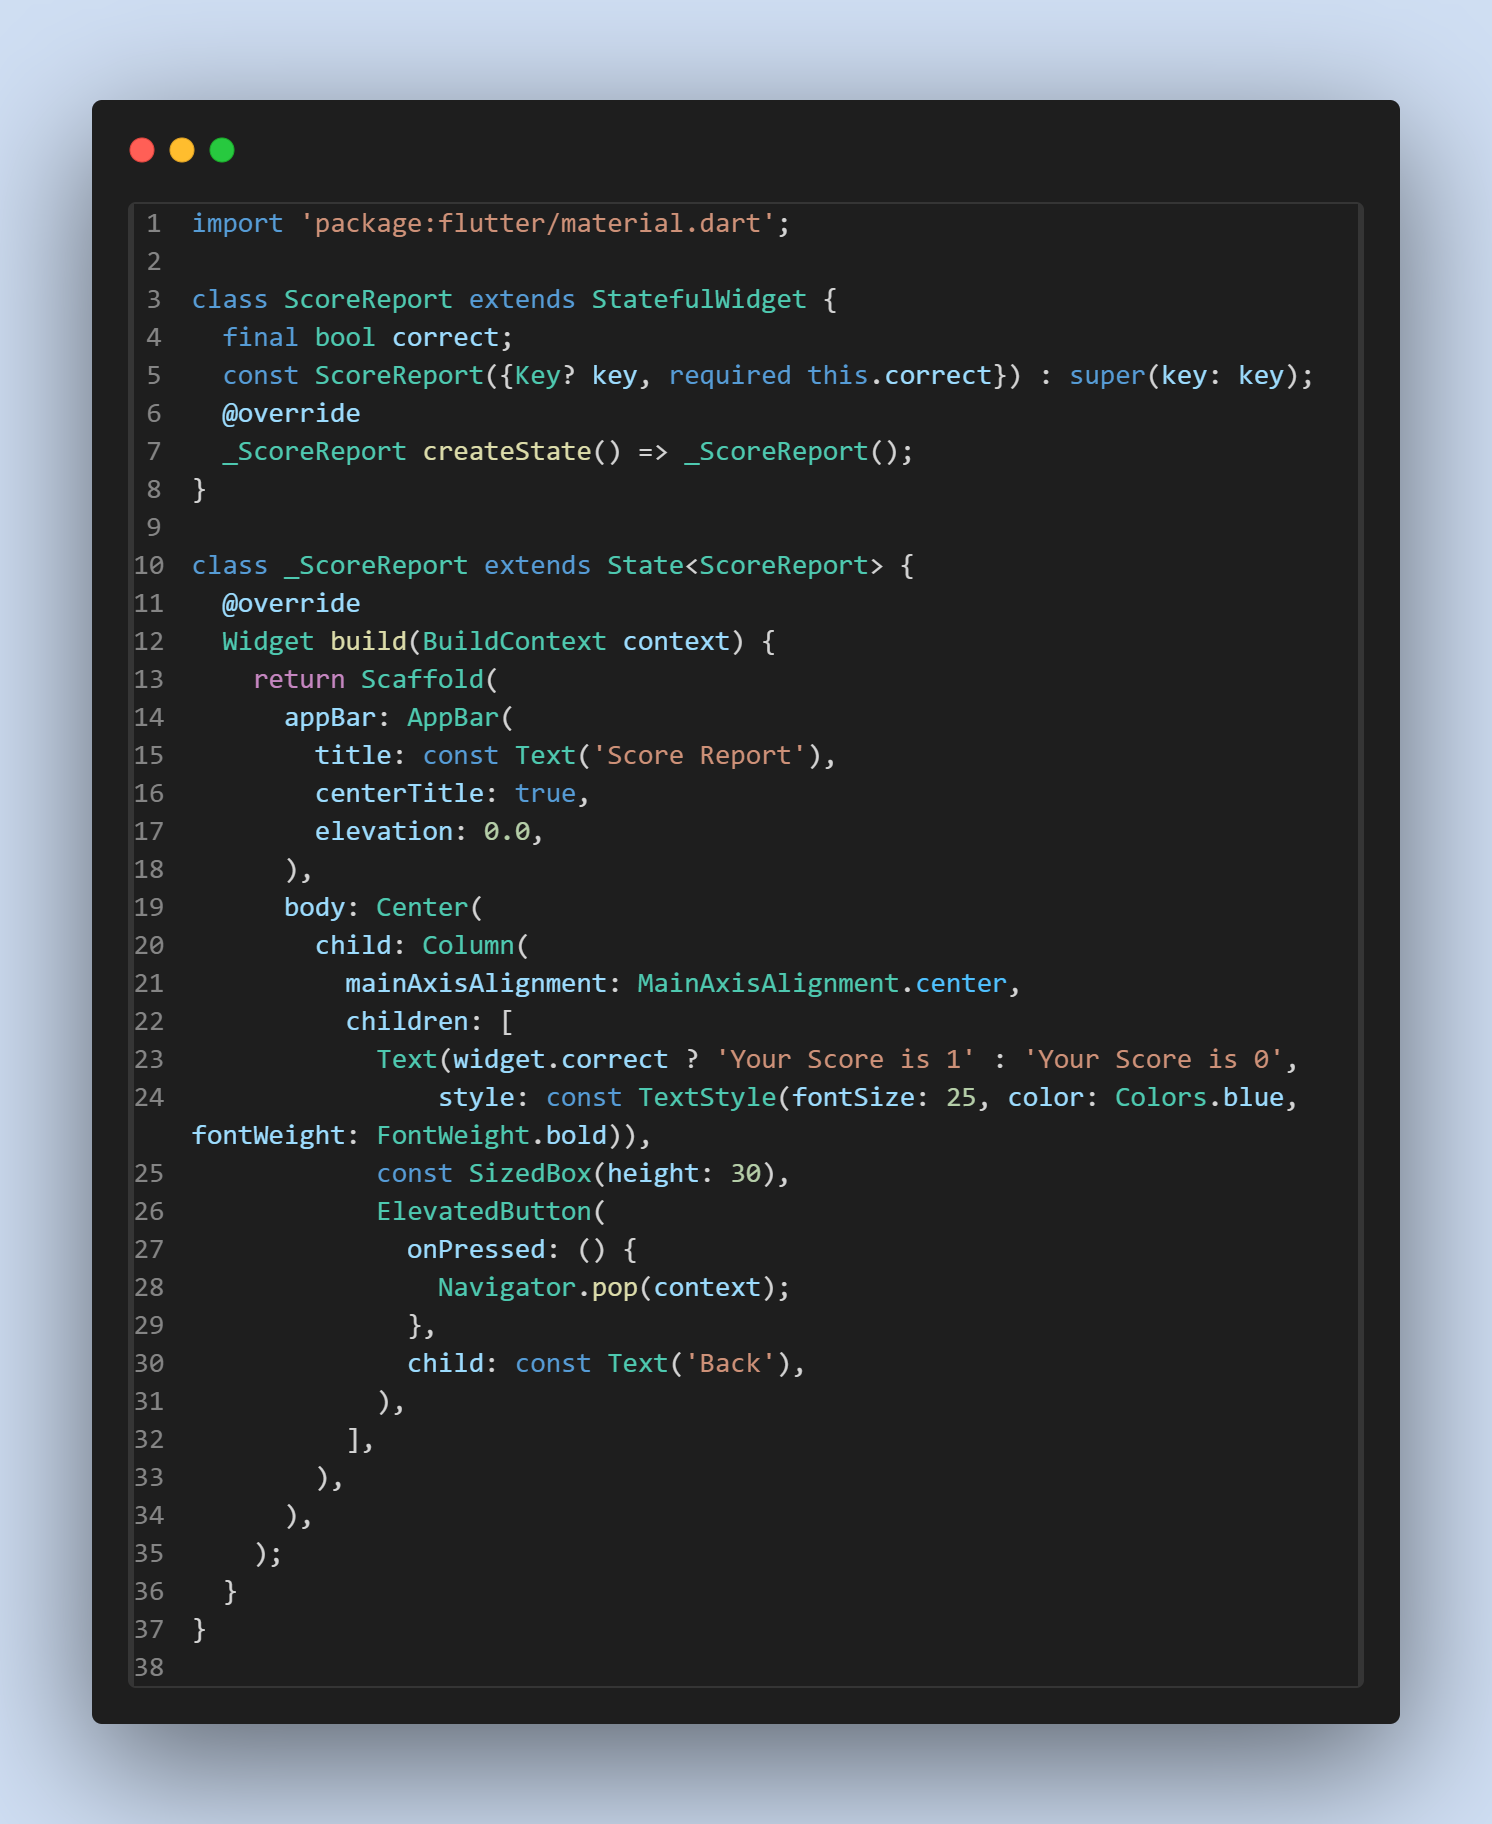 1 import 'package:flutter/material.dart';
2
3 class ScoreReport extends StatefulWidget {
4   final bool correct;
5   const ScoreReport({Key? key, required this.correct}) : super(key: key);
6   @override
7   _ScoreReport createState() => _ScoreReport();
8 }
9
10 class _ScoreReport extends State<ScoreReport> {
11   @override
12   Widget build(BuildContext context) {
13     return Scaffold(
14       appBar: AppBar(
15         title: const Text('Score Report'),
16         centerTitle: true,
17         elevation: 0.0,
18       ),
19       body: Center(
20         child: Column(
21           mainAxisAlignment: MainAxisAlignment.center,
22           children: [
23             Text(widget.correct ? 'Your Score is 1' : 'Your Score is 0',
24                 style: const TextStyle(fontSize: 25, color: Colors.blue,
fontWeight: FontWeight.bold)),
25             const SizedBox(height: 30),
26             ElevatedButton(
27               onPressed: () {
28                 Navigator.pop(context);
29               },
30               child: const Text('Back'),
31             ),
32           ],
33         ),
34       ),
35     );
36   }
37 }
38